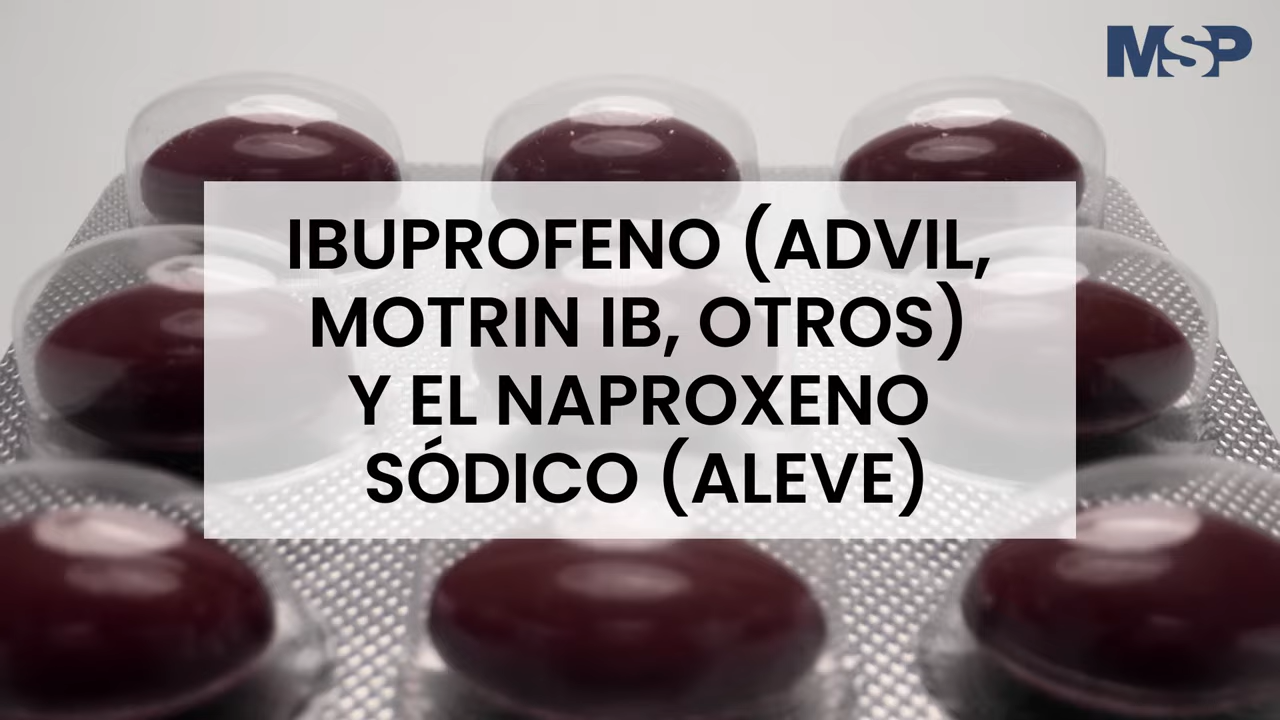 MSP
IBUPROFENO (ADVIL,
MOTRIN IB, OTROS)
Y EL NAPROXENO
SÓDICO (ALEVE)